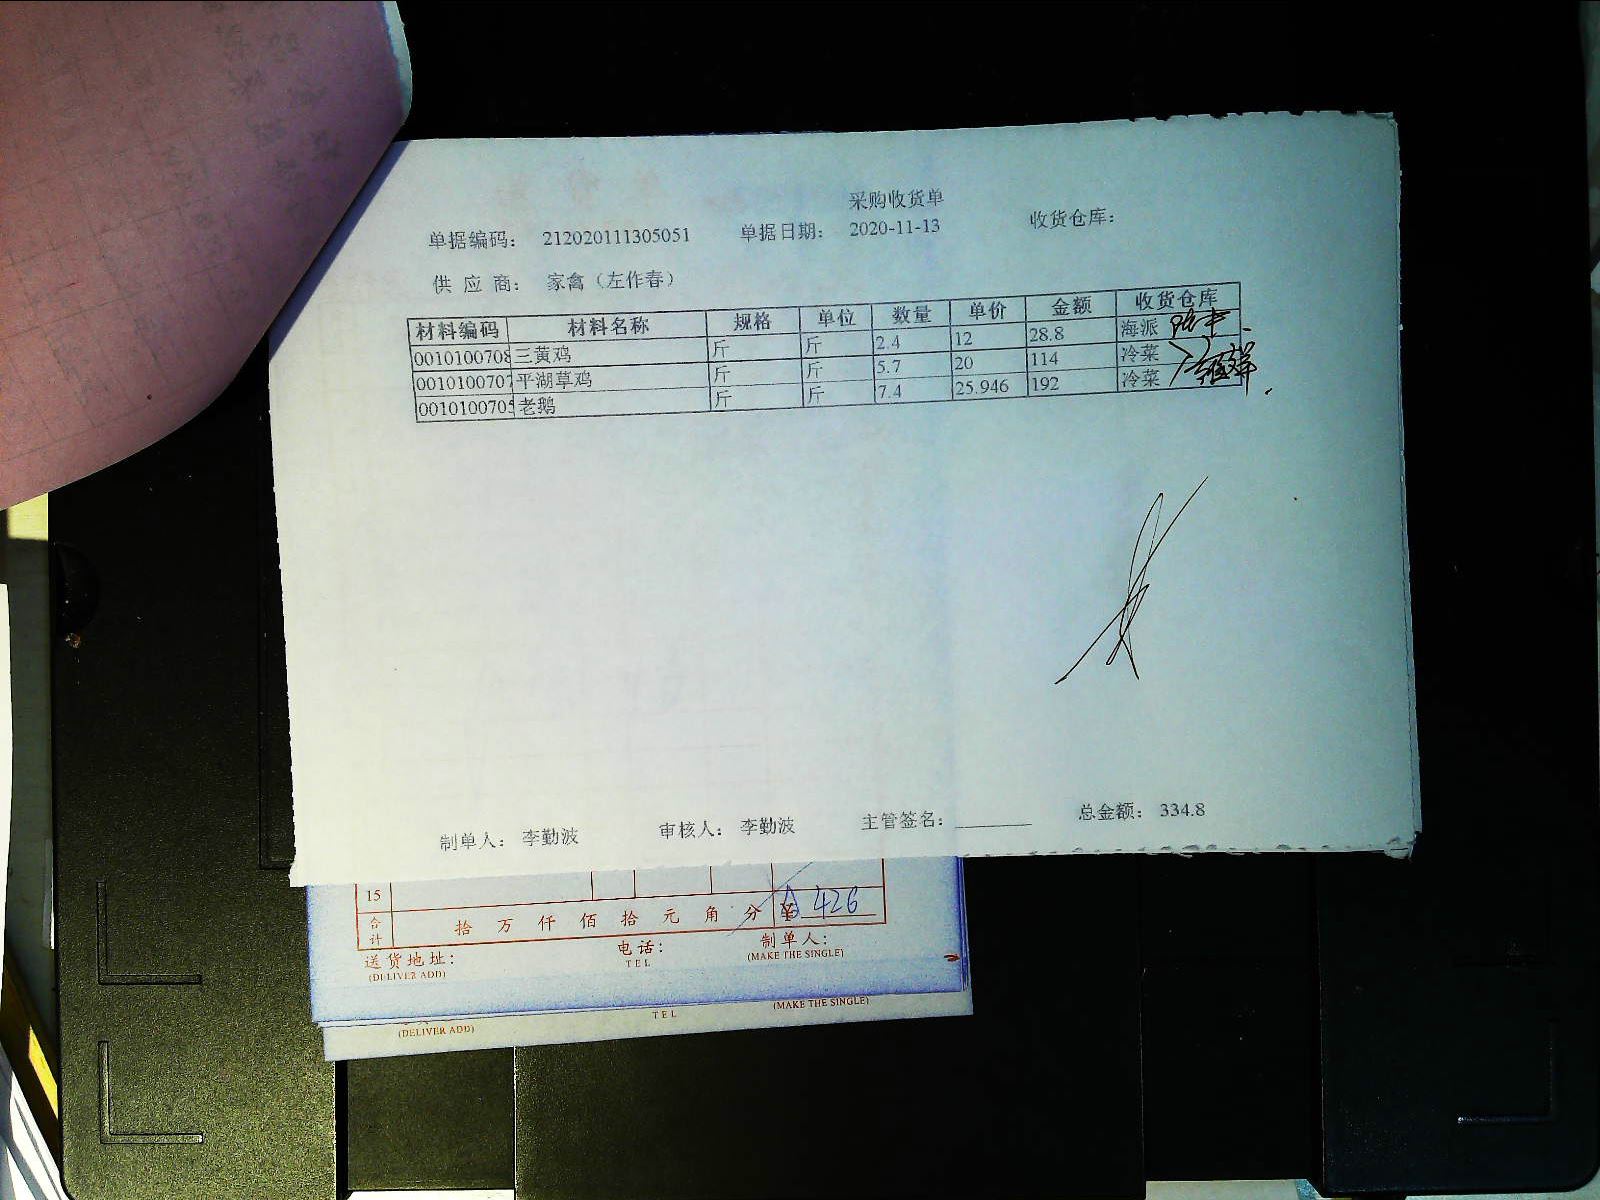 采购收货单
单据编码： 212020111305051 单据日期： 2020-11-13 收货仓库：
供 应 商： 家禽（左作春）
材料编码 材料名称 规格 单位 数量 单价 金额 收货仓库
0010100708 三黄鸡 斤 斤 2.4 12 28.8 海派
0010100707 平湖草鸡 斤 斤 5.7 20 114 冷菜
0010100705 老鹅 斤 斤 7.4 25.946 192 冷菜
制单人： 李勤波 审核人： 李勤波 主管签名： 总金额： 334.8
15
合计 拾 万 仟 佰 拾 元 角 分 426
送货地址： 电话： 制单人：
(DELIVER ADD) TEL (MAKE THE SINGLE)
(DELIVER ADD) TEL (MAKE THE SINGLE)